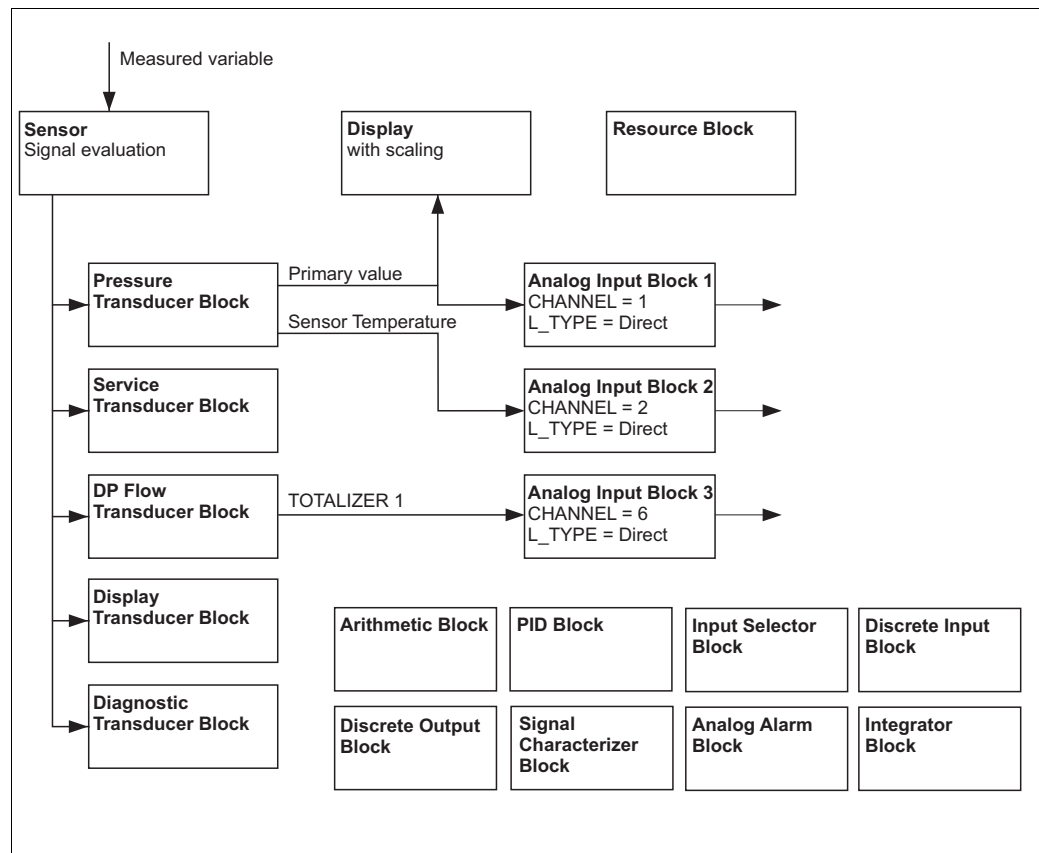 Measured variable
Sensor
Signal evaluation
Display
with scaling
Resource Block
Pressure
Transducer Block
Primary value
Sensor Temperature
Analog Input Block 1
CHANNEL = 1
L_TYPE = Direct
Service
Transducer Block
Analog Input Block 2
CHANNEL = 2
L_TYPE = Direct
DP Flow
Transducer Block
TOTALIZER 1
Analog Input Block 3
CHANNEL = 6
L_TYPE = Direct
Display
Transducer Block
Arithmetic Block
PID Block
Input Selector
Block
Discrete Input
Block
Diagnostic
Transducer Block
Discrete Output
Block
Signal
Characterizer
Block
Analog Alarm
Block
Integrator
Block